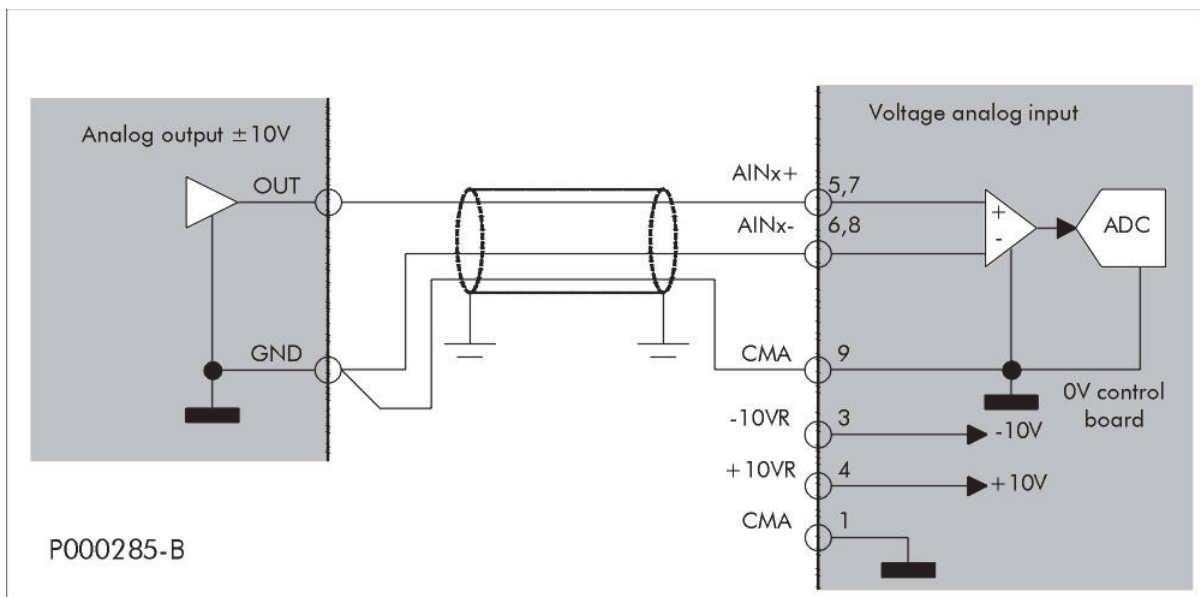 Analog output ±10V
OUT
GND
Voltage analog input
AINx+
5,7
AINx-
6,8
+
-
ADC
CMA
9
0V control
board
-10VR
3
-10V
+10VR
4
+10V
CMA
1
P000285-B